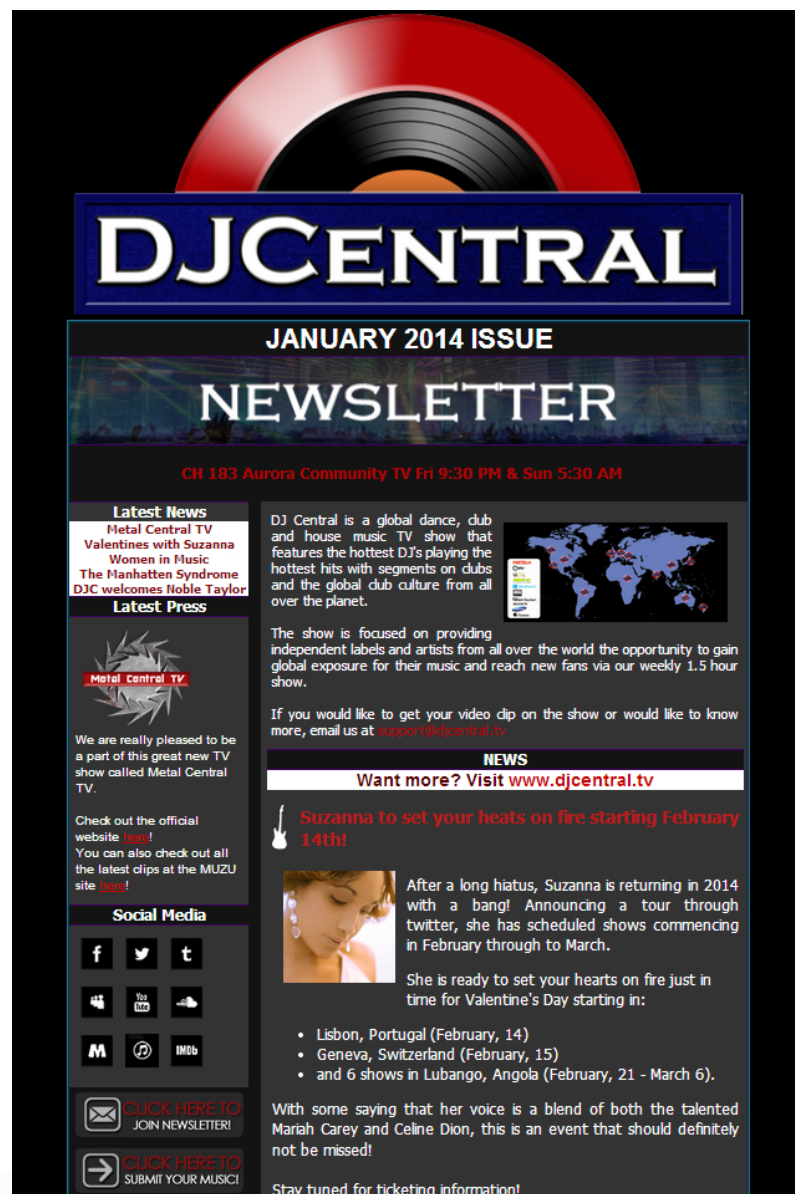 DJCENTRAL
JANUARY 2014 ISSUE
NEWSLETTER
CH 183 Aurora Community TV Fri 9:30 PM & Sun 5:30 AM
Latest News
Metal Central TV
Valentines with Suzanna
Women in Music
The Manhatten Syndrome
DJC welcomes Noble Taylor
Latest Press
Metal Central TV
We are really pleased to be
a part of this great new TV
show called Metal Central
TV.
Check out the official
website here!
You can also check out all
the latest clips at the MUZU
site here!
Social Media
f
t
You
Tube
M
IMDb
CLICK HERE TO
JOIN NEWSLETTER!
CLICK HERE TO
SUBMIT YOUR MUSIC!
DJ Central is a global dance, club
and house music TV show that
features the hottest DJ's playing the
hottest hits with segments on clubs
and the global club culture from all
over the planet.
The show is focused on providing
independent labels and artists from all over the world the opportunity to gain
global exposure for their music and reach new fans via our weekly 1.5 hour
show.
If you would like to get your video clip on the show or would like to know
more, email us at support@djcentral.tv
NEWS
Want more? Visit www.djcentral.tv
Suzanna to set your heats on fire starting February
14th!
After a long hiatus, Suzanna is returning in 2014
with a bang! Announcing a tour through
twitter, she has scheduled shows commencing
in February through to March.
She is ready to set your hearts on fire just in
time for Valentine's Day starting in:
• Lisbon, Portugal (February, 14)
• Geneva, Switzerland (February, 15)
• and 6 shows in Lubango, Angola (February, 21 - March 6).
With some saying that her voice is a blend of both the talented
Mariah Carey and Celine Dion, this is an event that should definitely
not be missed!
Stay tuned for ticketing information!